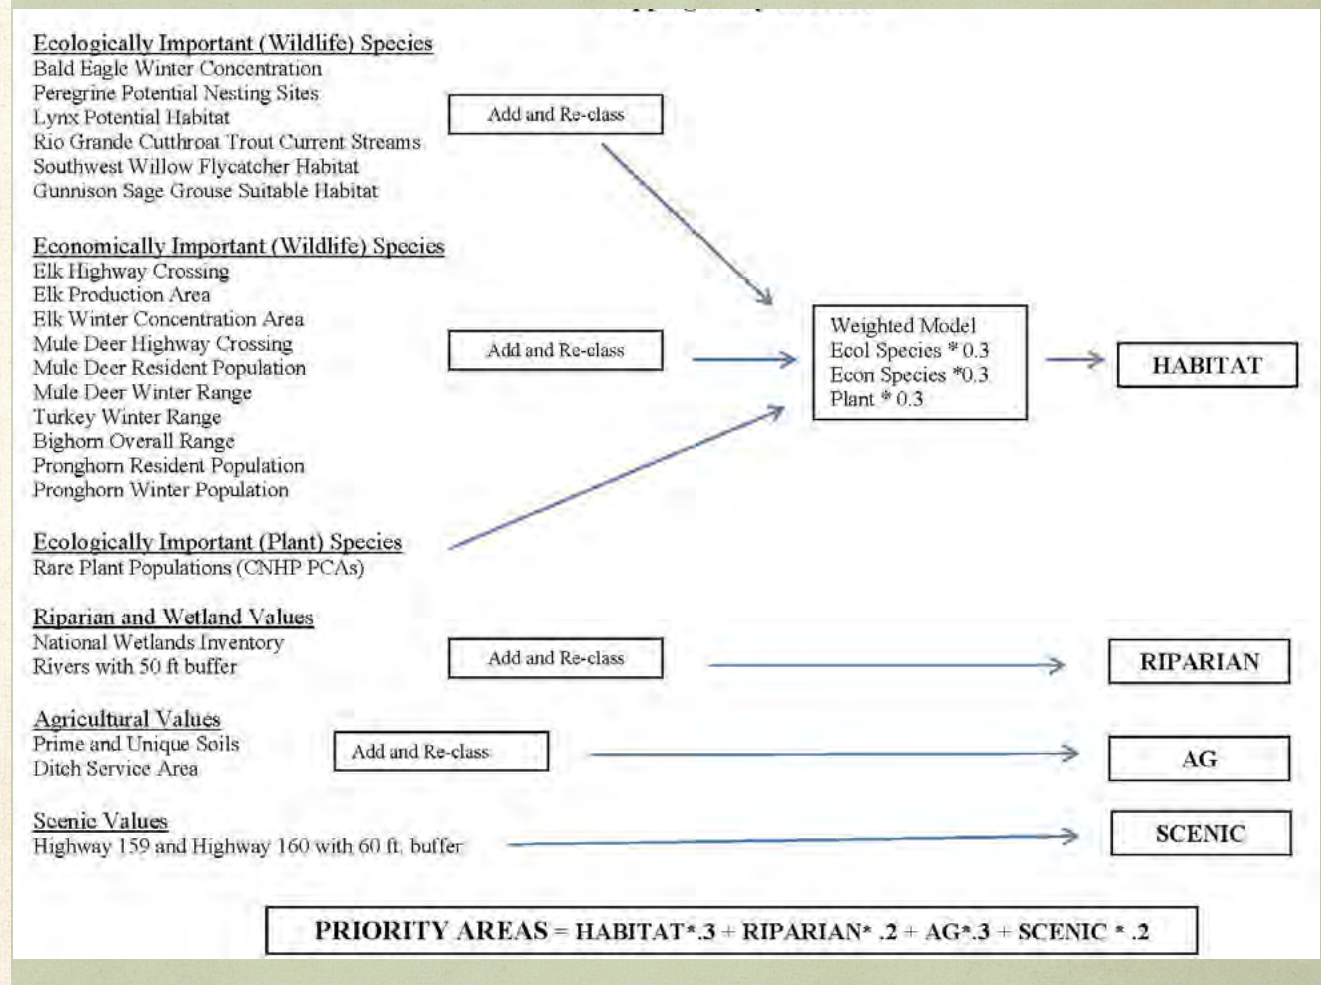 Ecologically Important (Wildlife) Species
Bald Eagle Winter Concentration
Peregrine Potential Nesting Sites
Lynx Potential Habitat
Rio Grande Cutthroat Trout Current Streams
Southwest Willow Flycatcher Habitat
Gunnison Sage Grouse Suitable Habitat
Add and Re-class
Economically Important (Wildlife) Species
Elk Highway Crossing
Elk Production Area
Elk Winter Concentration Area
Mule Deer Highway Crossing
Mule Deer Resident Population
Mule Deer Winter Range
Turkey Winter Range
Bighorn Overall Range
Pronghorn Resident Population
Pronghorn Winter Population
Add and Re-class
Weighted Model
Ecol Species * 0.3
Econ Species *0.3
Plant * 0.3
HABITAT
Ecologically Important (Plant) Species
Rare Plant Populations (CNHP PCAs)
Riparian and Wetland Values
National Wetlands Inventory
Rivers with 50 ft buffer
Add and Re-class
RIPARIAN
Agricultural Values
Prime and Unique Soils
Ditch Service Area
Add and Re-class
AG
Scenic Values
Highway 159 and Highway 160 with 60 ft. buffer
SCENIC
PRIORITY AREAS = HABITAT*.3 + RIPARIAN* .2 + AG*.3 + SCENIC * .2